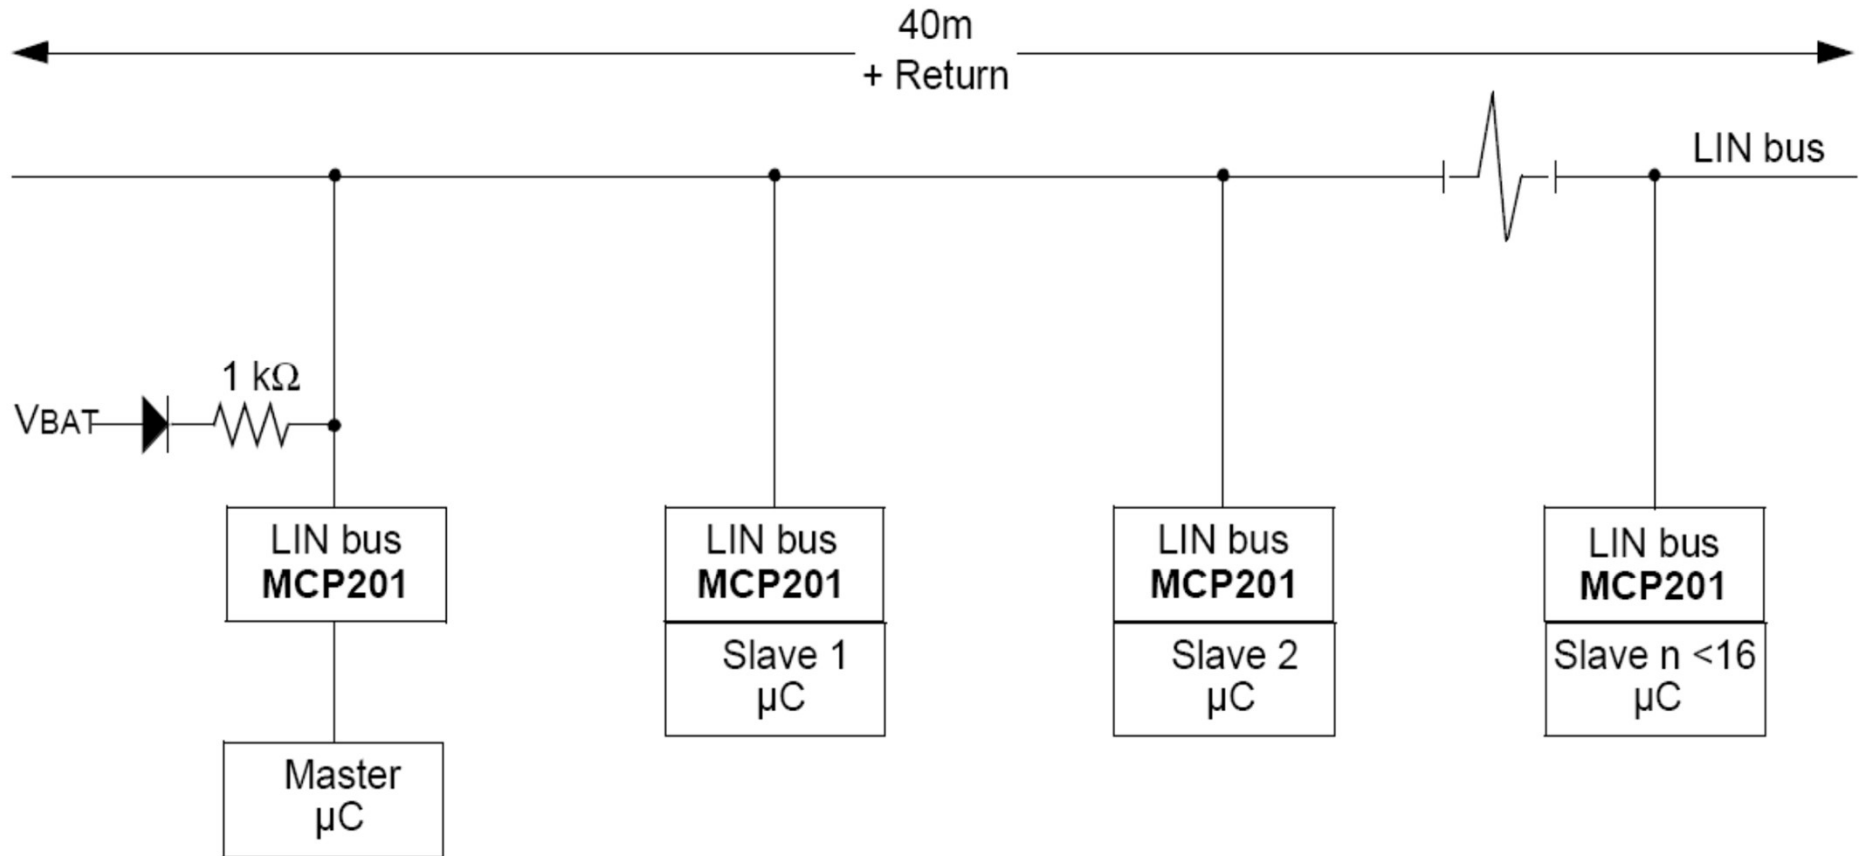 40m
+ Return
LIN bus
1 kΩ
VBAT
LIN bus
MCP201
LIN bus
MCP201
LIN bus
MCP201
LIN bus
MCP201
Slave 1
µC
Slave 2
µC
Slave n <16
µC
Master
µC